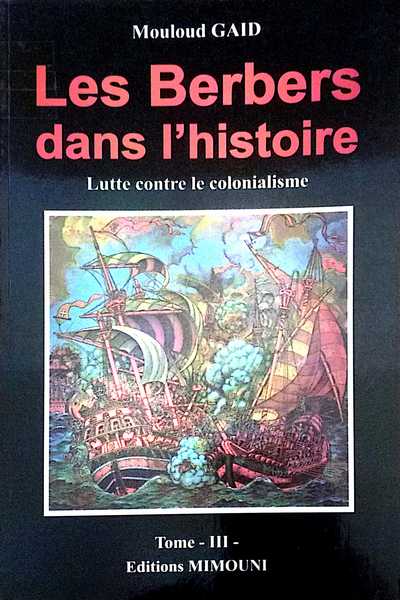 Mouloud GAID
Les Berbers
dans l'histoire
Lutte contre le colonialisme
Tome - III -
Editions MIMOUNI